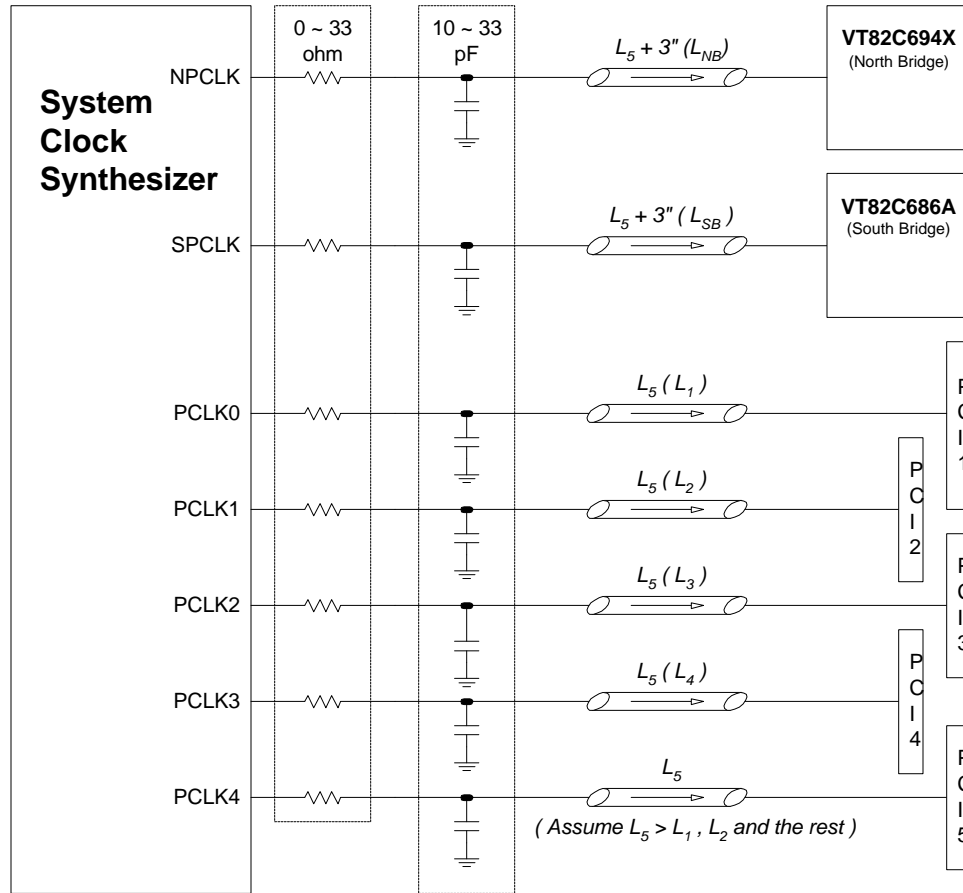 System
Clock
Synthesizer
0 ~ 33
ohm
10 ~ 33
pF
NPCLK
L5 + 3" (LNB)
VT82C694X
(North Bridge)
SPCLK
L5 + 3" ( LSB )
VT82C686A
(South Bridge)
PCLK0
L5 ( L1 )
PCLK1
L5 ( L2 )
P
C
I
2
PCLK2
L5 ( L3 )
PCLK3
L5 ( L4 )
P
C
I
4
PCLK4
L5
( Assume L5 > L1 , L2 and the rest )